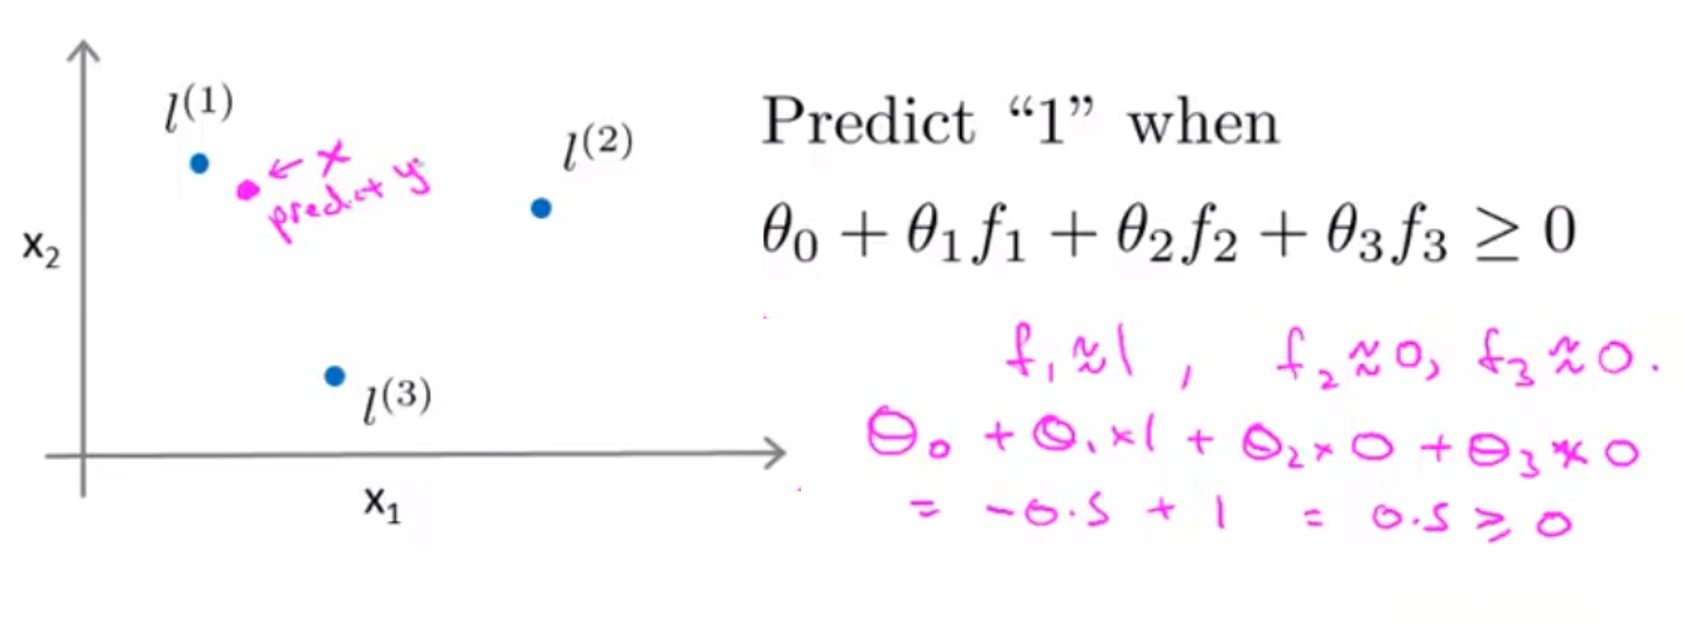 l⁽¹⁾
← x
predict y
l⁽²⁾
x₂
l⁽³⁾
x₁
Predict “1” when
θ₀ + θ₁f₁ + θ₂f₂ + θ₃f₃ ≥ 0
f₁ ≈ 1 , f₂ ≈ 0, f₃ ≈ 0.
θ₀ + θ₁ × 1 + θ₂ × 0 + θ₃ × 0
= -0.5 + 1 = 0.5 ≥ 0